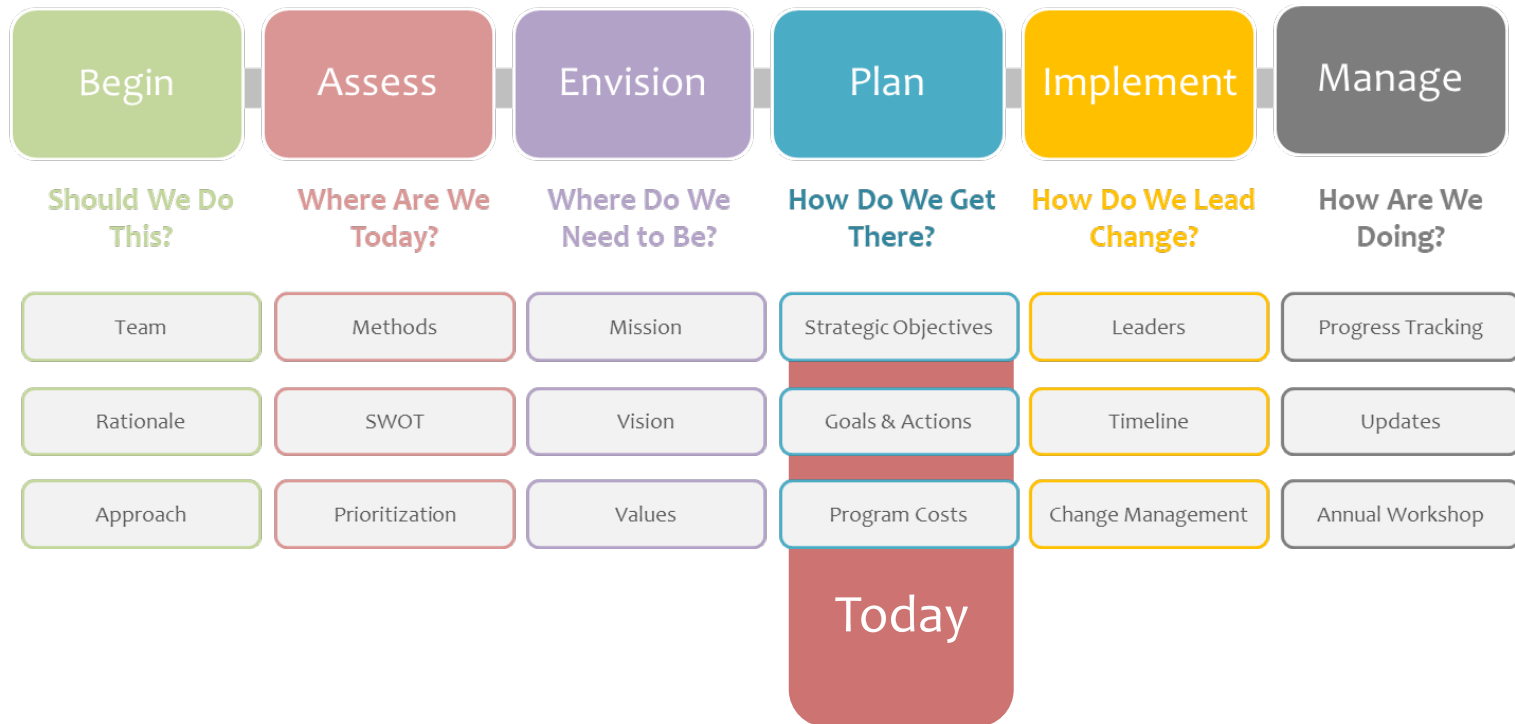 Begin
Assess
Envision
Plan
Implement
Manage
Should We Do
This?
Where Are We
Today?
Where Do We
Need to Be?
How Do We Get
There?
How Do We Lead
Change?
How Are We
Doing?
Team
Methods
Mission
Strategic Objectives
Leaders
Progress Tracking
Rationale
SWOT
Vision
Goals & Actions
Timeline
Updates
Approach
Prioritization
Values
Program Costs
Change Management
Annual Workshop
Today